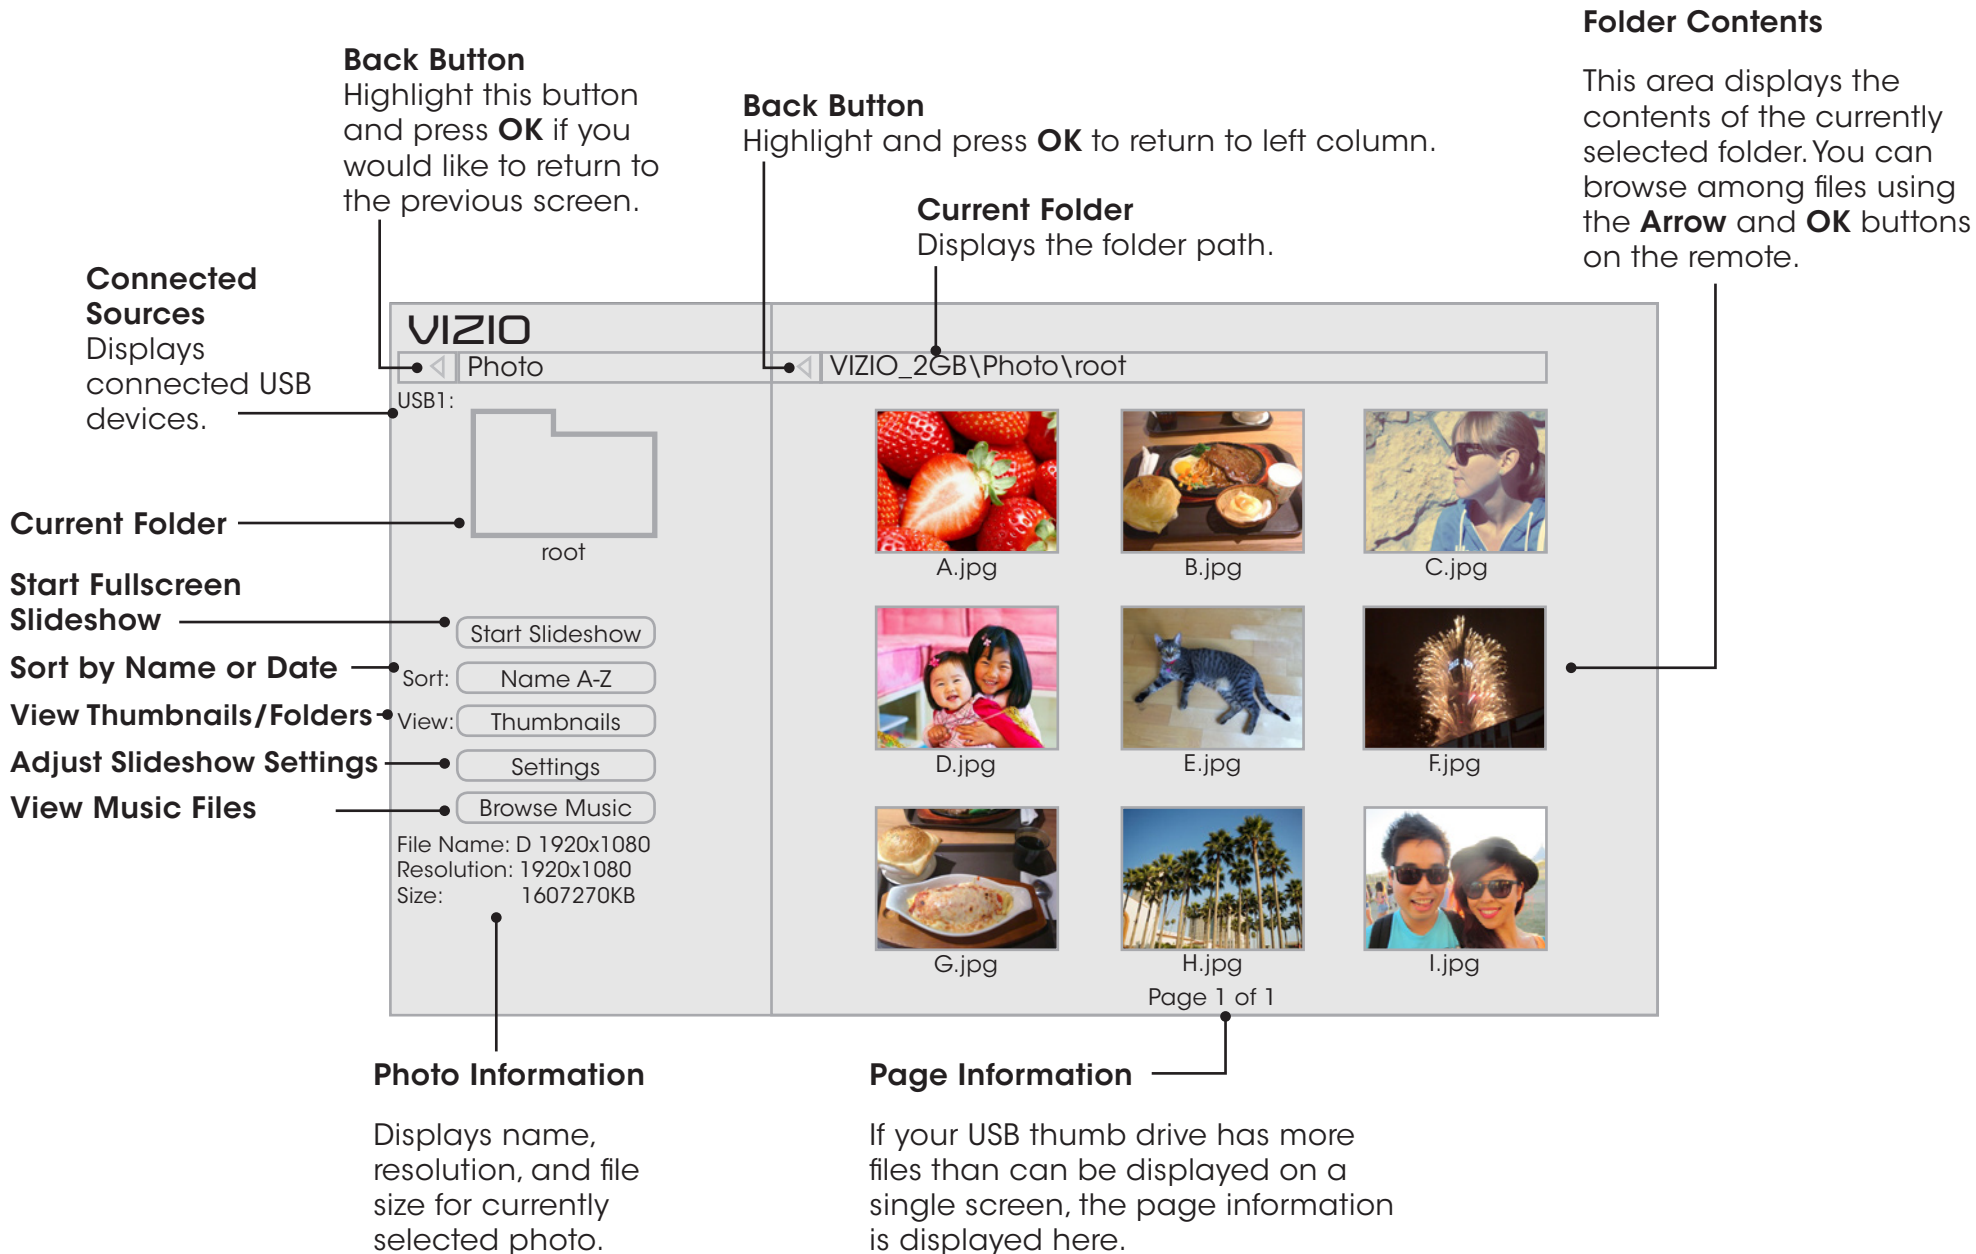 Folder Contents
This area displays the
contents of the currently
selected folder. You can
browse among files using
the Arrow and OK buttons
on the remote.
Back Button
Highlight this button
and press OK if you
would like to return to
the previous screen.
Back Button
Highlight and press OK to return to left column.
Current Folder
Displays the folder path.
Connected
Sources
Displays
connected USB
devices.
VIZIO
Photo
VIZIO_2GB\Photo\root
USB1:
root
Current Folder
Start Fullscreen
Slideshow
Sort by Name or Date
View Thumbnails/Folders
Adjust Slideshow Settings
View Music Files
Start Slideshow
Sort: Name A-Z
View: Thumbnails
Settings
Browse Music
File Name: D 1920x1080
Resolution: 1920x1080
Size: 1607270KB
A.jpg
B.jpg
C.jpg
D.jpg
E.jpg
F.jpg
G.jpg
H.jpg
I.jpg
Page 1 of 1
Photo Information
Displays name,
resolution, and file
size for currently
selected photo.
Page Information
If your USB thumb drive has more
files than can be displayed on a
single screen, the page information
is displayed here.